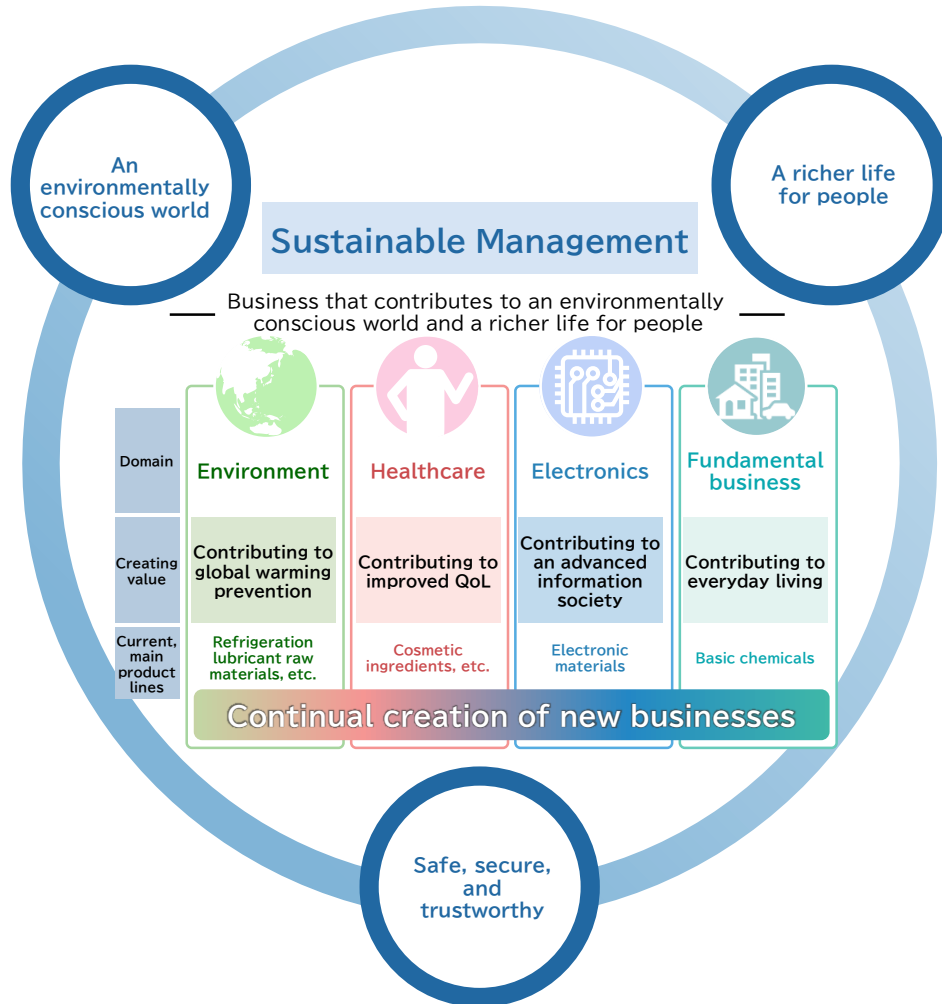 An
environmentally
conscious world
A richer life
for people
Sustainable Management
Business that contributes to an environmentally
conscious world and a richer life for people
Domain
Environment
Healthcare
Electronics
Fundamental
business
Creating
value
Contributing to
global warming
prevention
Contributing to
improved QoL
Contributing to
an advanced
information
society
Contributing to
everyday living
Current,
main
product
lines
Refrigeration
lubricant raw
materials, etc.
Cosmetic
ingredients, etc.
Electronic
materials
Basic chemicals
Continual creation of new businesses
Safe, secure,
and
trustworthy